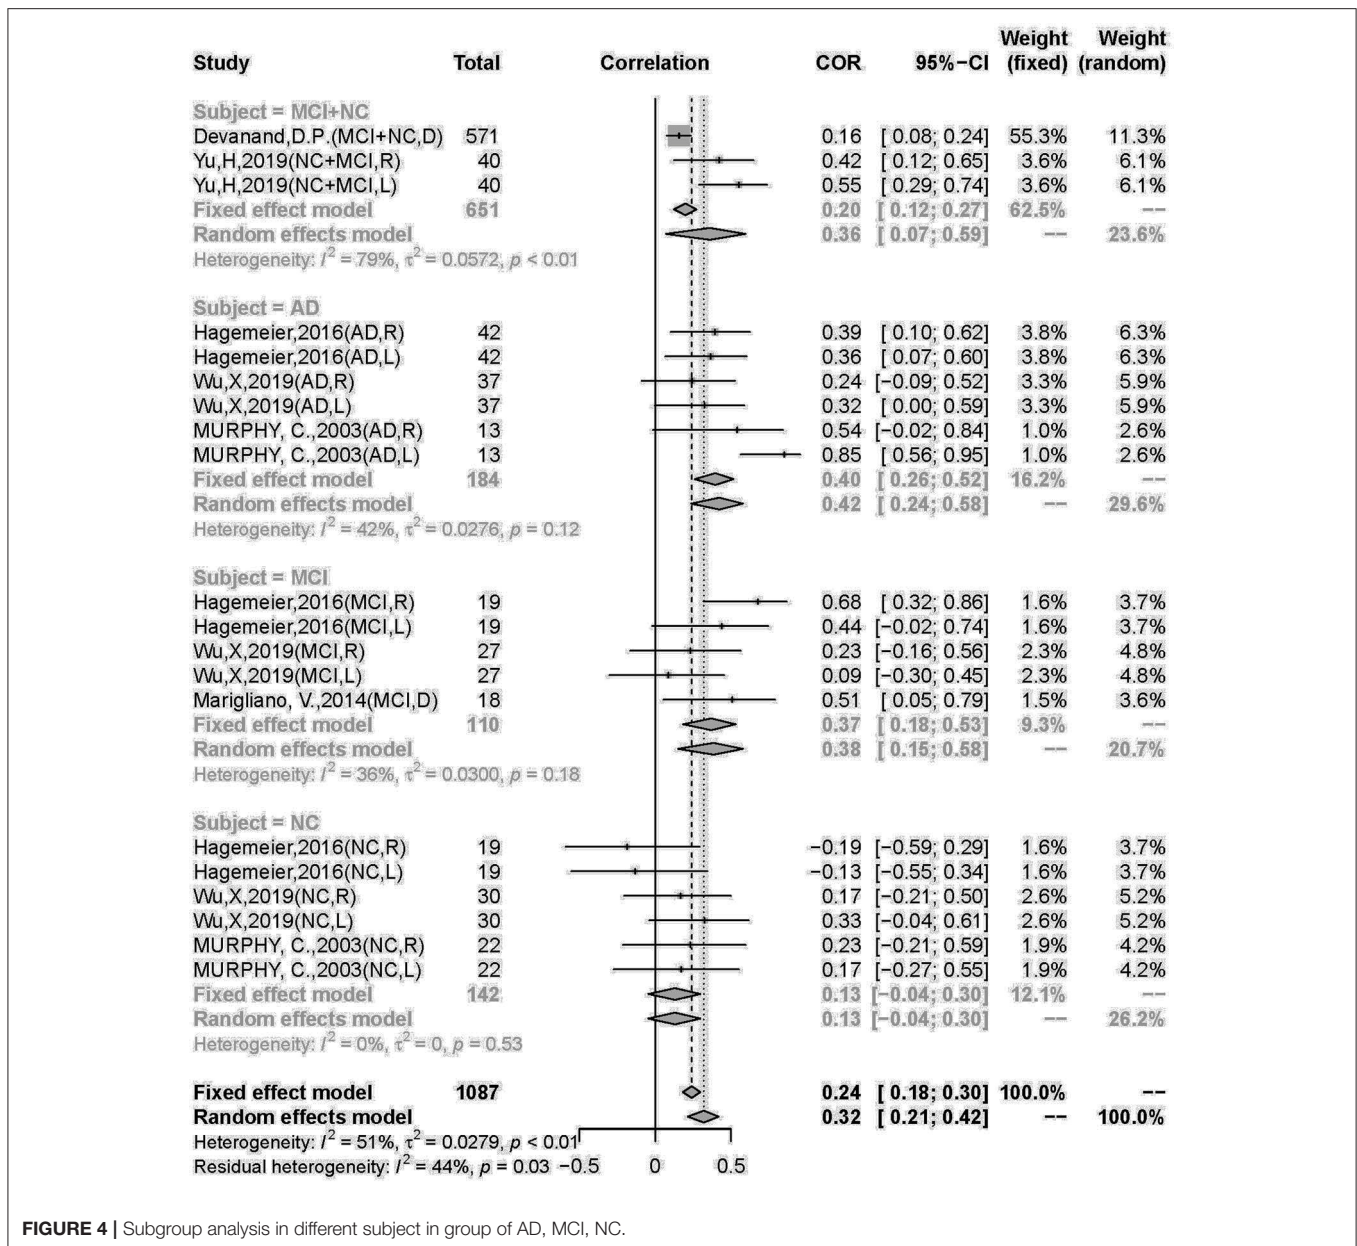 Study Total Correlation COR 95%−CI Weight (fixed) Weight (random)
Subject = MCI+NC
Devanand,D.P.(MCI+NC,D) 571 0.16 [ 0.08; 0.24] 55.3% 11.3%
Yu,H,2019(NC+MCI,R) 40 0.42 [ 0.12; 0.65] 3.6% 6.1%
Yu,H,2019(NC+MCI,L) 40 0.55 [ 0.29; 0.74] 3.6% 6.1%
Fixed effect model 651 0.20 [ 0.12; 0.27] 62.5% −−
Random effects model 0.36 [ 0.07; 0.59] −− 23.6%
Heterogeneity: I² = 79%, τ² = 0.0572, p < 0.01
Subject = AD
Hagemeier,2016(AD,R) 42 0.39 [ 0.10; 0.62] 3.8% 6.3%
Hagemeier,2016(AD,L) 42 0.36 [ 0.07; 0.60] 3.8% 6.3%
Wu,X,2019(AD,R) 37 0.24 [−0.09; 0.52] 3.3% 5.9%
Wu,X,2019(AD,L) 37 0.32 [ 0.00; 0.59] 3.3% 5.9%
MURPHY, C.,2003(AD,R) 13 0.54 [−0.02; 0.84] 1.0% 2.6%
MURPHY, C.,2003(AD,L) 13 0.85 [ 0.56; 0.95] 1.0% 2.6%
Fixed effect model 184 0.40 [ 0.26; 0.52] 16.2% −−
Random effects model 0.42 [ 0.24; 0.58] −− 29.6%
Heterogeneity: I² = 42%, τ² = 0.0276, p = 0.12
Subject = MCI
Hagemeier,2016(MCI,R) 19 0.68 [ 0.32; 0.86] 1.6% 3.7%
Hagemeier,2016(MCI,L) 19 0.44 [−0.02; 0.74] 1.6% 3.7%
Wu,X,2019(MCI,R) 27 0.23 [−0.16; 0.56] 2.3% 4.8%
Wu,X,2019(MCI,L) 27 0.09 [−0.30; 0.45] 2.3% 4.8%
Marigliano, V.,2014(MCI,D) 18 0.51 [ 0.05; 0.79] 1.5% 3.6%
Fixed effect model 110 0.37 [ 0.18; 0.53] 9.3% −−
Random effects model 0.38 [ 0.15; 0.58] −− 20.7%
Heterogeneity: I² = 36%, τ² = 0.0300, p = 0.18
Subject = NC
Hagemeier,2016(NC,R) 19 −0.19 [−0.59; 0.29] 1.6% 3.7%
Hagemeier,2016(NC,L) 19 −0.13 [−0.55; 0.34] 1.6% 3.7%
Wu,X,2019(NC,R) 30 0.17 [−0.21; 0.50] 2.6% 5.2%
Wu,X,2019(NC,L) 30 0.33 [−0.04; 0.61] 2.6% 5.2%
MURPHY, C.,2003(NC,R) 22 0.23 [−0.21; 0.59] 1.9% 4.2%
MURPHY, C.,2003(NC,L) 22 0.17 [−0.27; 0.55] 1.9% 4.2%
Fixed effect model 142 0.13 [−0.04; 0.30] 12.1% −−
Random effects model 0.13 [−0.04; 0.30] −− 26.2%
Heterogeneity: I² = 0%, τ² = 0, p = 0.53
Fixed effect model 1087 0.24 [ 0.18; 0.30] 100.0% −−
Random effects model 0.32 [ 0.21; 0.42] −− 100.0%
Heterogeneity: I² = 51%, τ² = 0.0279, p < 0.01
Residual heterogeneity: I² = 44%, p = 0.03 −0.5 0 0.5
FIGURE 4 | Subgroup analysis in different subject in group of AD, MCI, NC.